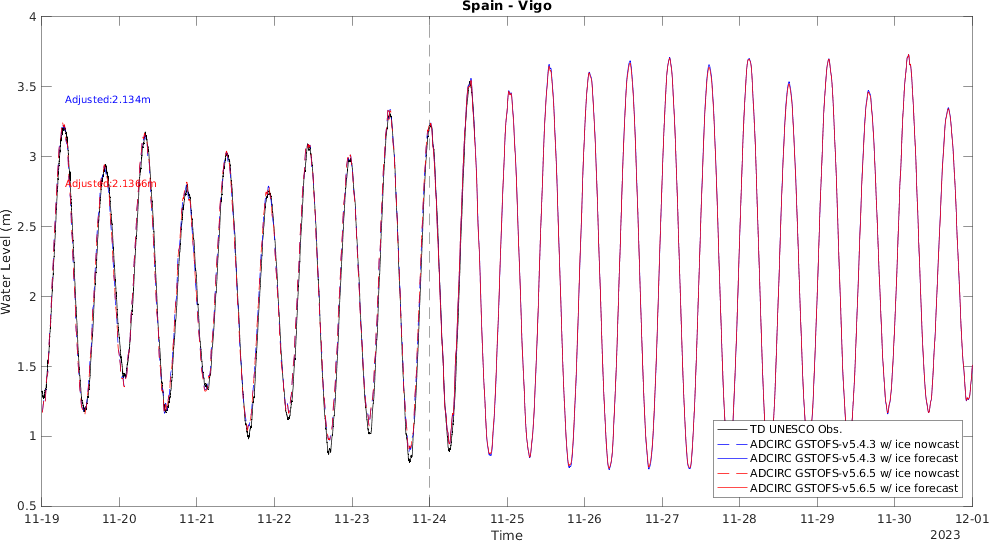 Spain - Vigo
Water Level (m)
4
3.5
3
2.5
2
1.5
1
0.5
Adjusted:2.134m
Adjusted:2.1366m
TD UNESCO Obs.
ADCIRC GSTOFS-v5.4.3 w/ ice nowcast
ADCIRC GSTOFS-v5.4.3 w/ ice forecast
ADCIRC GSTOFS-v5.6.5 w/ ice nowcast
ADCIRC GSTOFS-v5.6.5 w/ ice forecast
11-19 11-20 11-21 11-22 11-23 11-24 11-25 11-26 11-27 11-28 11-29 11-30 12-01
Time
2023